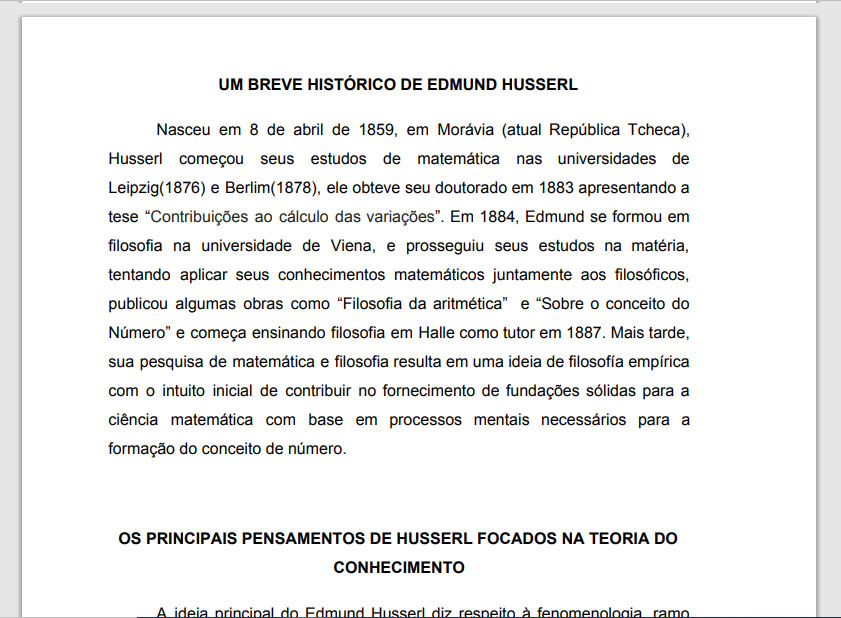 UM BREVE HISTÓRICO DE EDMUND HUSSERL
Nasceu em 8 de abril de 1859, em Morávia (atual República Tcheca),
Husserl começou seus estudos de matemática nas universidades de
Leipzig(1876) e Berlim(1878), ele obteve seu doutorado em 1883 apresentando a
tese “Contribuições ao cálculo das variações”. Em 1884, Edmund se formou em
filosofia na universidade de Viena, e prosseguiu seus estudos na matéria,
tentando aplicar seus conhecimentos matemáticos juntamente aos filosóficos,
publicou algumas obras como “Filosofia da aritmética” e “Sobre o conceito do
Número” e começa ensinando filosofia em Halle como tutor em 1887. Mais tarde,
sua pesquisa de matemática e filosofia resulta em uma ideia de filosofía empírica
com o intuito inicial de contribuir no fornecimento de fundações sólidas para a
ciência matemática com base em processos mentais necessários para a
formação do conceito de número.
OS PRINCIPAIS PENSAMENTOS DE HUSSERL FOCADOS NA TEORIA DO
CONHECIMENTO
A ideia principal do Edmund Husserl diz respeito à fenomenologia, ramo